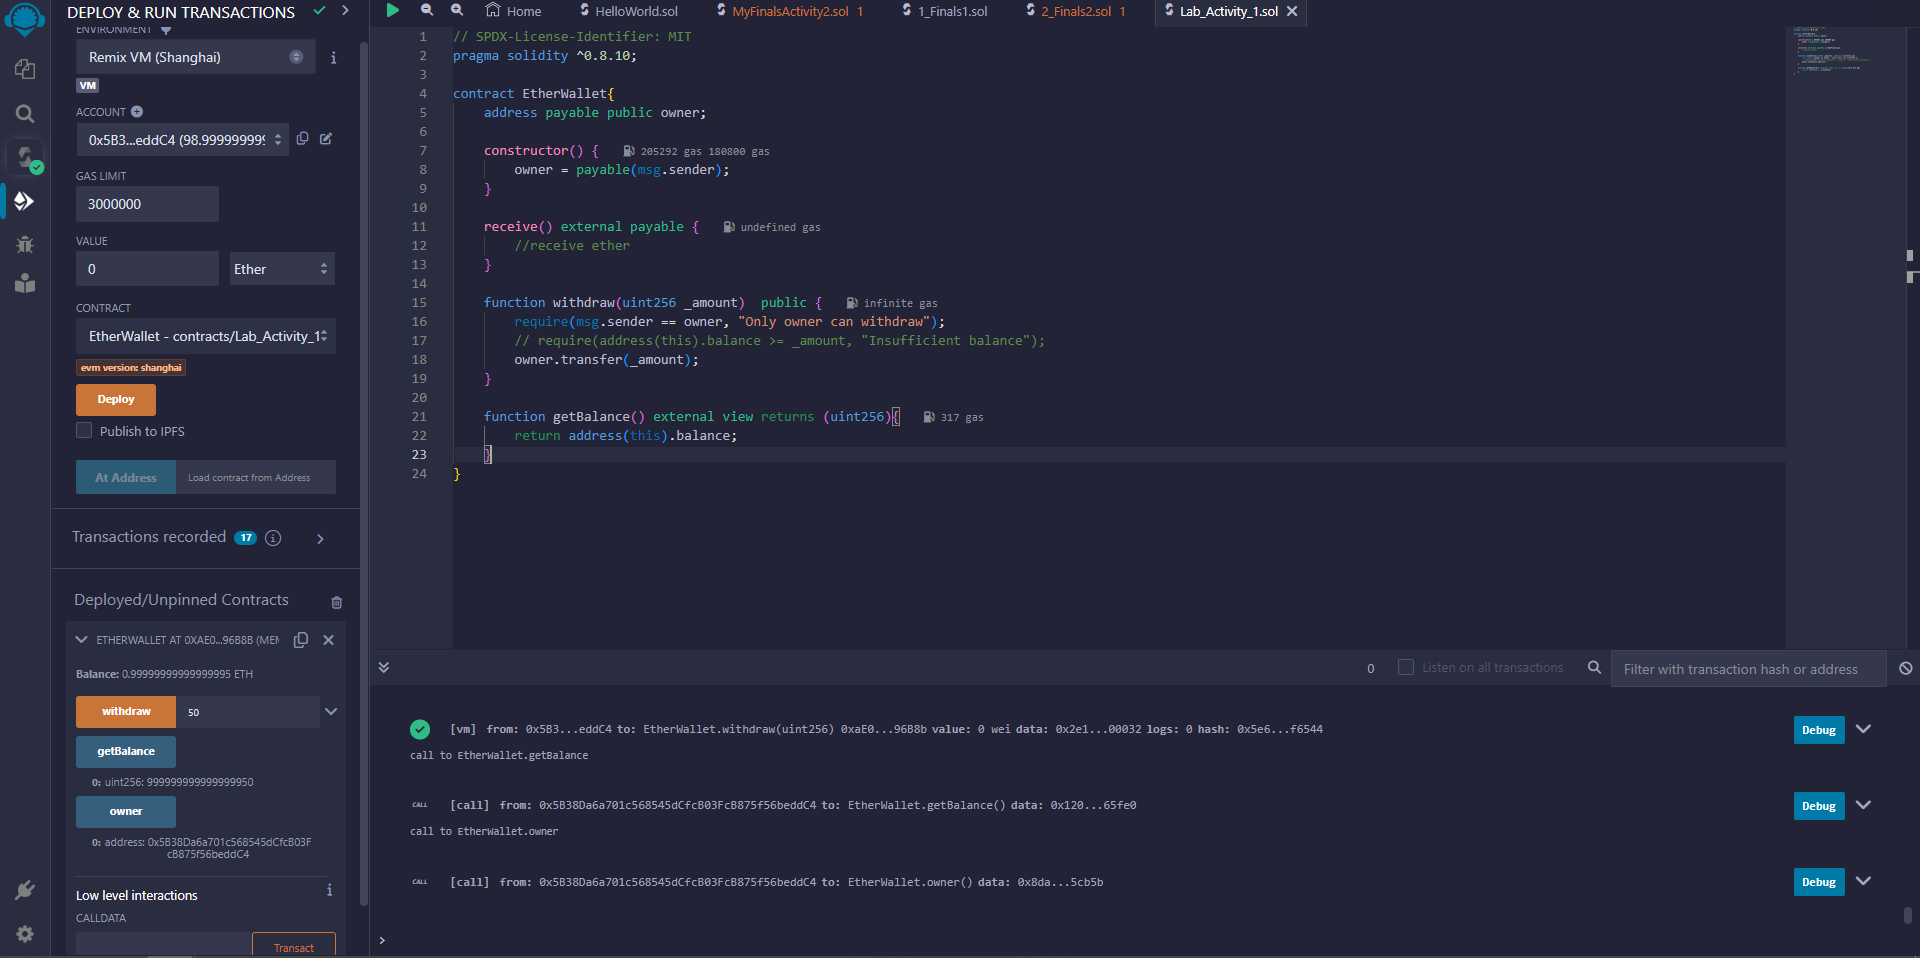 DEPLOY & RUN TRANSACTIONS
ENVIRONMENT
Remix VM (Shanghai)
VM
ACCOUNT
0x5B3...eddC4 (98.999999999
GAS LIMIT
3000000
VALUE
0
Ether
CONTRACT
EtherWallet - contracts/Lab_Activity_1
evm version: shanghai
Deploy
Publish to IPFS
At Address
Load contract from Address
Transactions recorded 17
Deployed/Unpinned Contracts
ETHERWALLET AT 0XAE0...96B8B (MEM
Balance: 0.99999999999999995 ETH
withdraw 50
getBalance
0: uint256: 999999999999999950
owner
0: address: 0x5B38Da6a701c568545dCfcB03F
cB875f56beddC4
Low level interactions
CALLDATA
Transact
Home HelloWorld.sol MyFinalsActivity2.sol 1 1_Finals1.sol 2_Finals2.sol 1 Lab_Activity_1.sol
1 // SPDX-License-Identifier: MIT
2 pragma solidity ^0.8.10;
3
4 contract EtherWallet{
5 address payable public owner;
6
7 constructor() { 205292 gas 180800 gas
8 owner = payable(msg.sender);
9 }
10
11 receive() external payable { undefined gas
12 //receive ether
13 }
14
15 function withdraw(uint256 _amount)  public { infinite gas
16 require(msg.sender == owner, "Only owner can withdraw");
17 // require(address(this).balance >= _amount, "Insufficient balance");
18 owner.transfer(_amount);
19 }
20
21 function getBalance() external view returns (uint256){ 317 gas
22 return address(this).balance;
23 }
24 }
0 Listen on all transactions Filter with transaction hash or address
[vm] from: 0x5B3...eddC4 to: EtherWallet.withdraw(uint256) 0xaE0...96B8b value: 0 wei data: 0x2e1...00032 logs: 0 hash: 0x5e6...f6544 Debug
call to EtherWallet.getBalance
CALL [call] from: 0x5B38Da6a701c568545dCfcB03FcB875f56beddC4 to: EtherWallet.getBalance() data: 0x120...65fe0 Debug
call to EtherWallet.owner
CALL [call] from: 0x5B38Da6a701c568545dCfcB03FcB875f56beddC4 to: EtherWallet.owner() data: 0x8da...5cb5b Debug
>